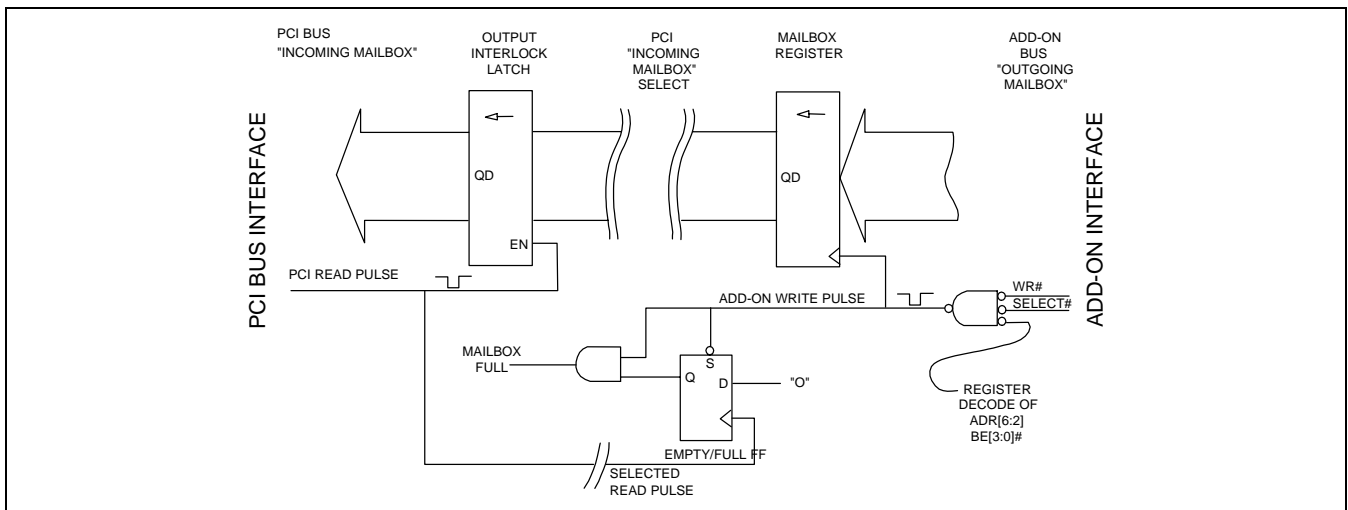 PCI BUS
"INCOMING MAILBOX"
OUTPUT
INTERLOCK
LATCH
PCI
"INCOMING
MAILBOX"
SELECT
MAILBOX
REGISTER
ADD-ON
BUS
"OUTGOING
MAILBOX"
PCI BUS INTERFACE
QD
EN
QD
ADD-ON INTERFACE
PCI READ PULSE
ADD-ON WRITE PULSE
WR#
SELECT#
MAILBOX
FULL
S
Q
D
"O"
REGISTER
DECODE OF
ADR[6:2]
BE[3:0]#
EMPTY/FULL FF
SELECTED
READ PULSE